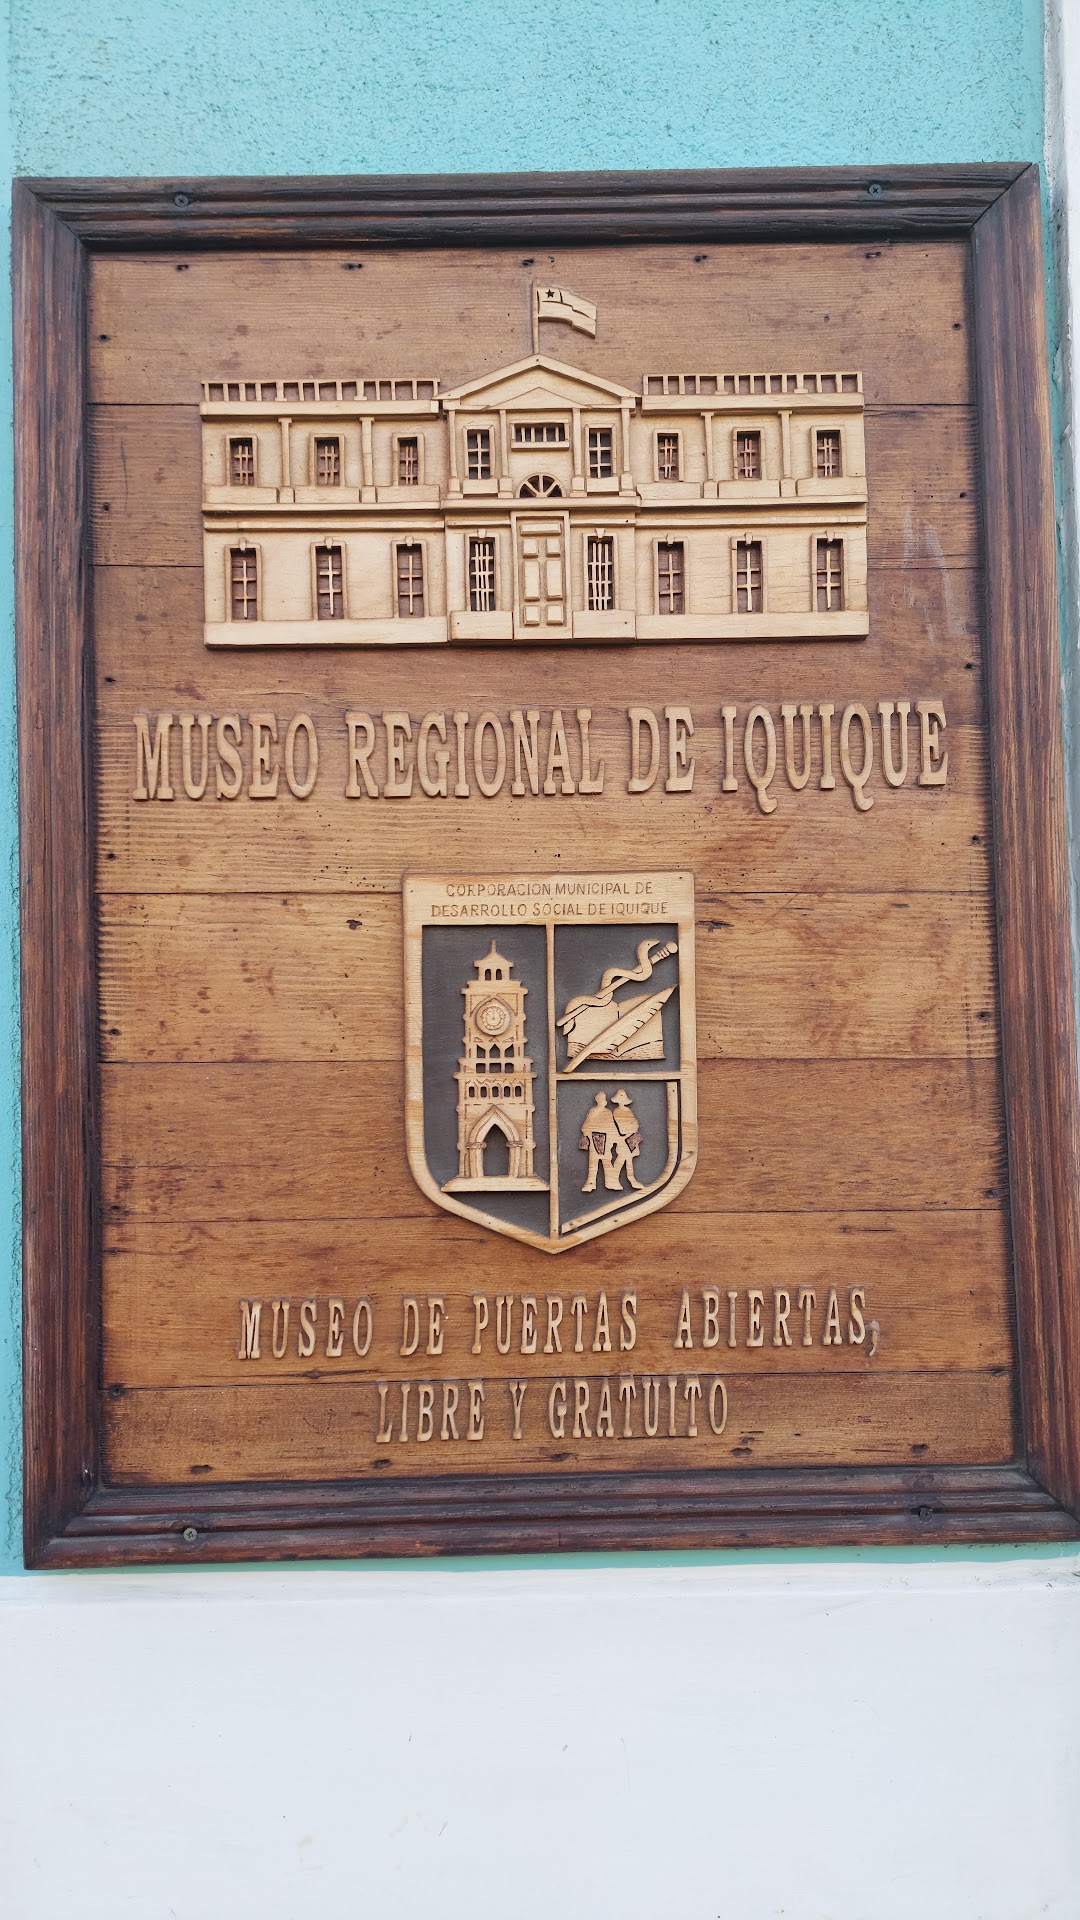 MUSEO REGIONAL DE IQUIQUE
CORPORACION MUNICIPAL DE
DESARROLLO SOCIAL DE IQUIQUE
MUSEO DE PUERTAS ABIERTAS,
LIBRE Y GRATUITO